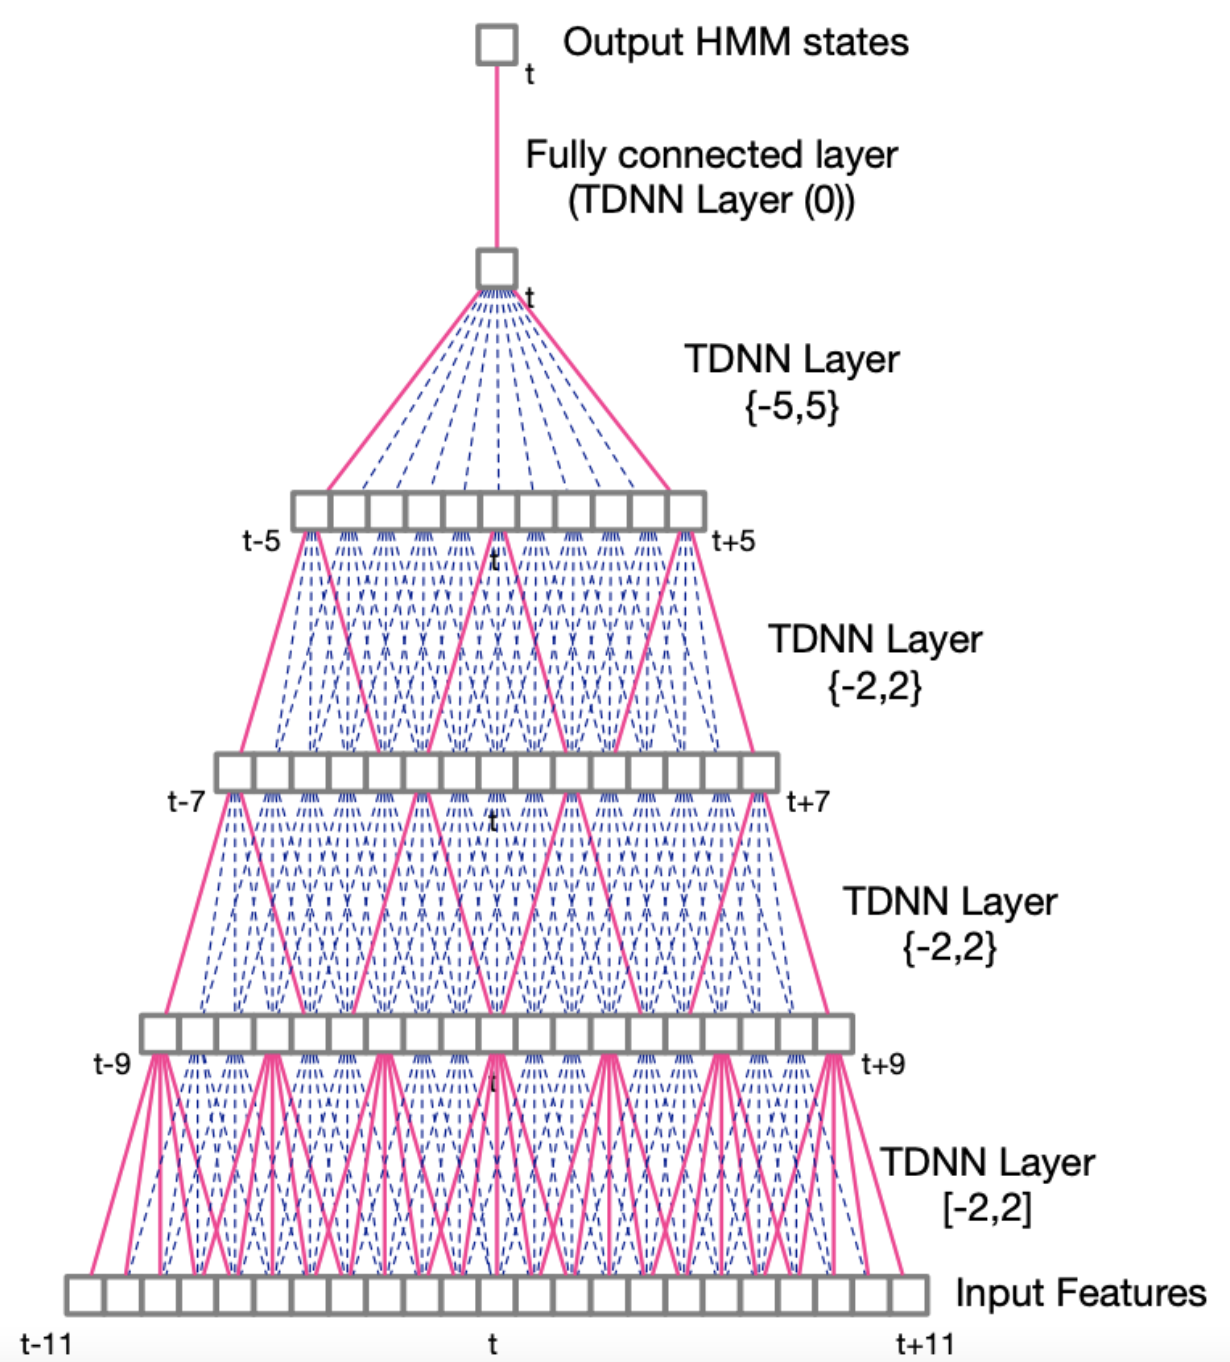 Output HMM states
t
Fully connected layer
(TDNN Layer (0))
t
TDNN Layer
{-5,5}
t-5
t
t+5
TDNN Layer
{-2,2}
t-7
t
t+7
TDNN Layer
{-2,2}
t-9
t
t+9
TDNN Layer
[-2,2]
Input Features
t-11
t
t+11